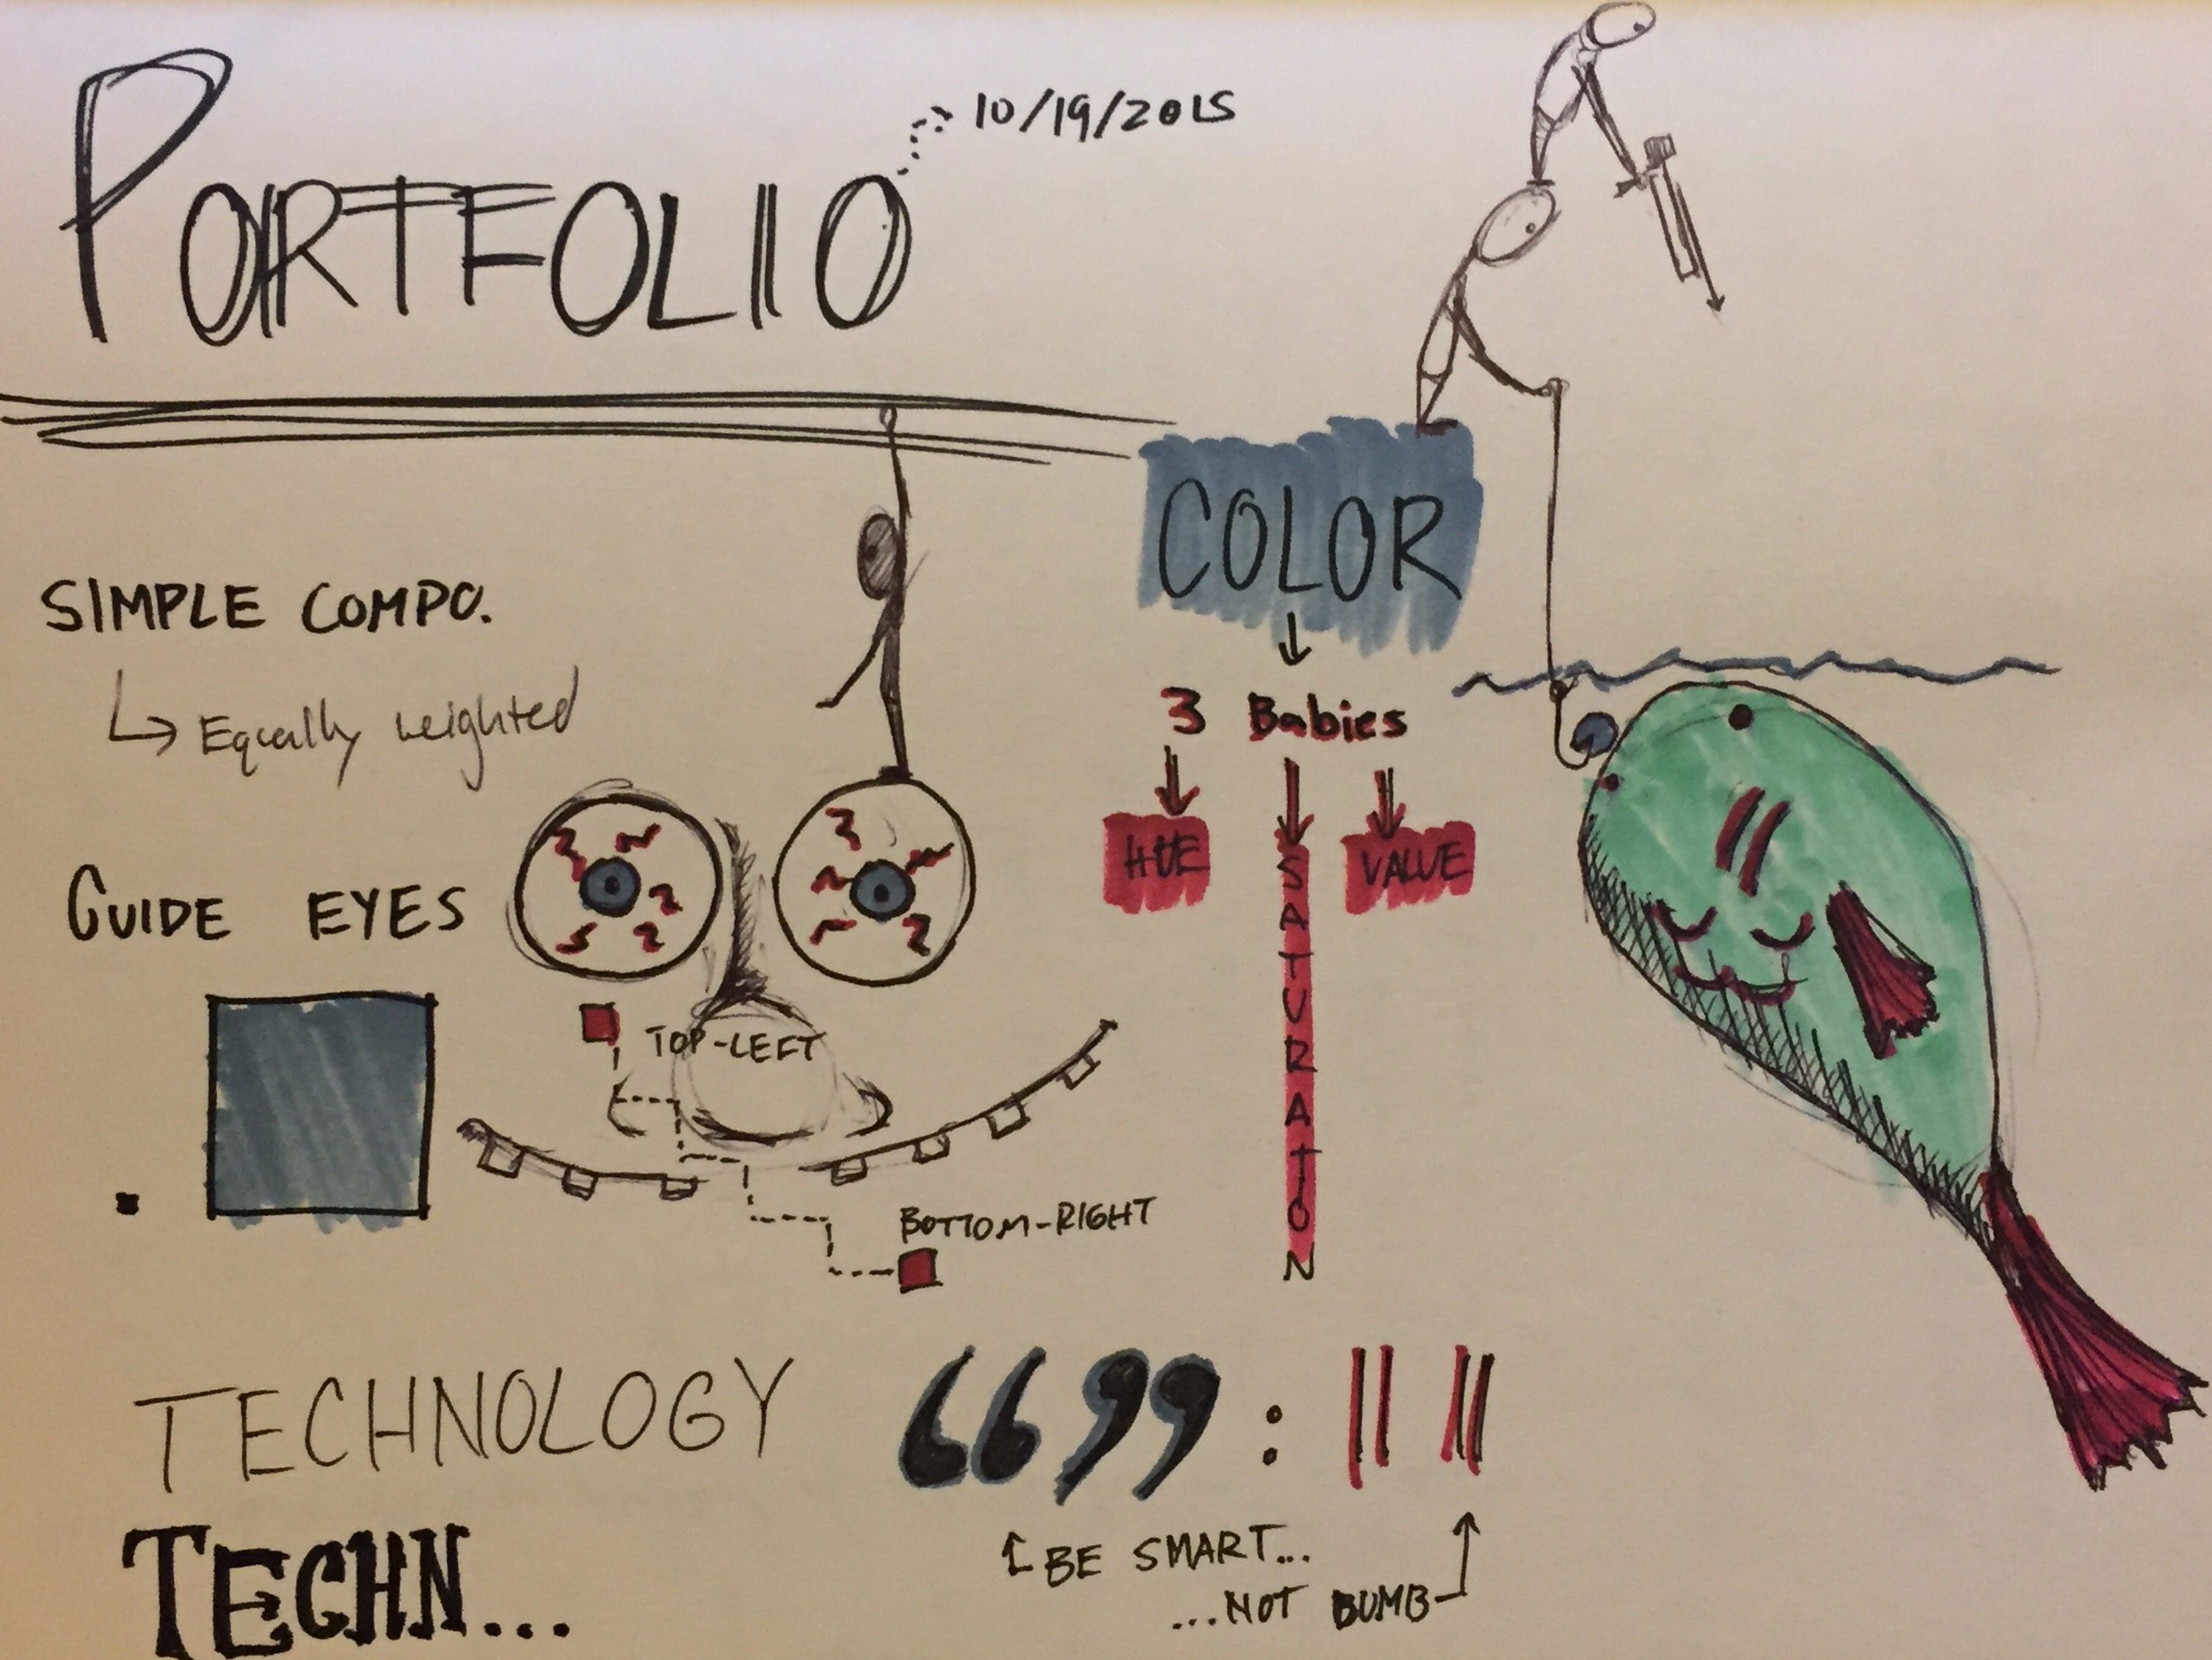 PORTFOLIO
10/19/2015
SIMPLE COMPO.
Equally weighted
GUIDE EYES
TOP-LEFT
BOTTOM-RIGHT
COLOR
3 Babies
HUE
SATURATION
VALUE
TECHNOLOGY
“ ” : " "
TECHN...
BE SMART...
...NOT BUMB